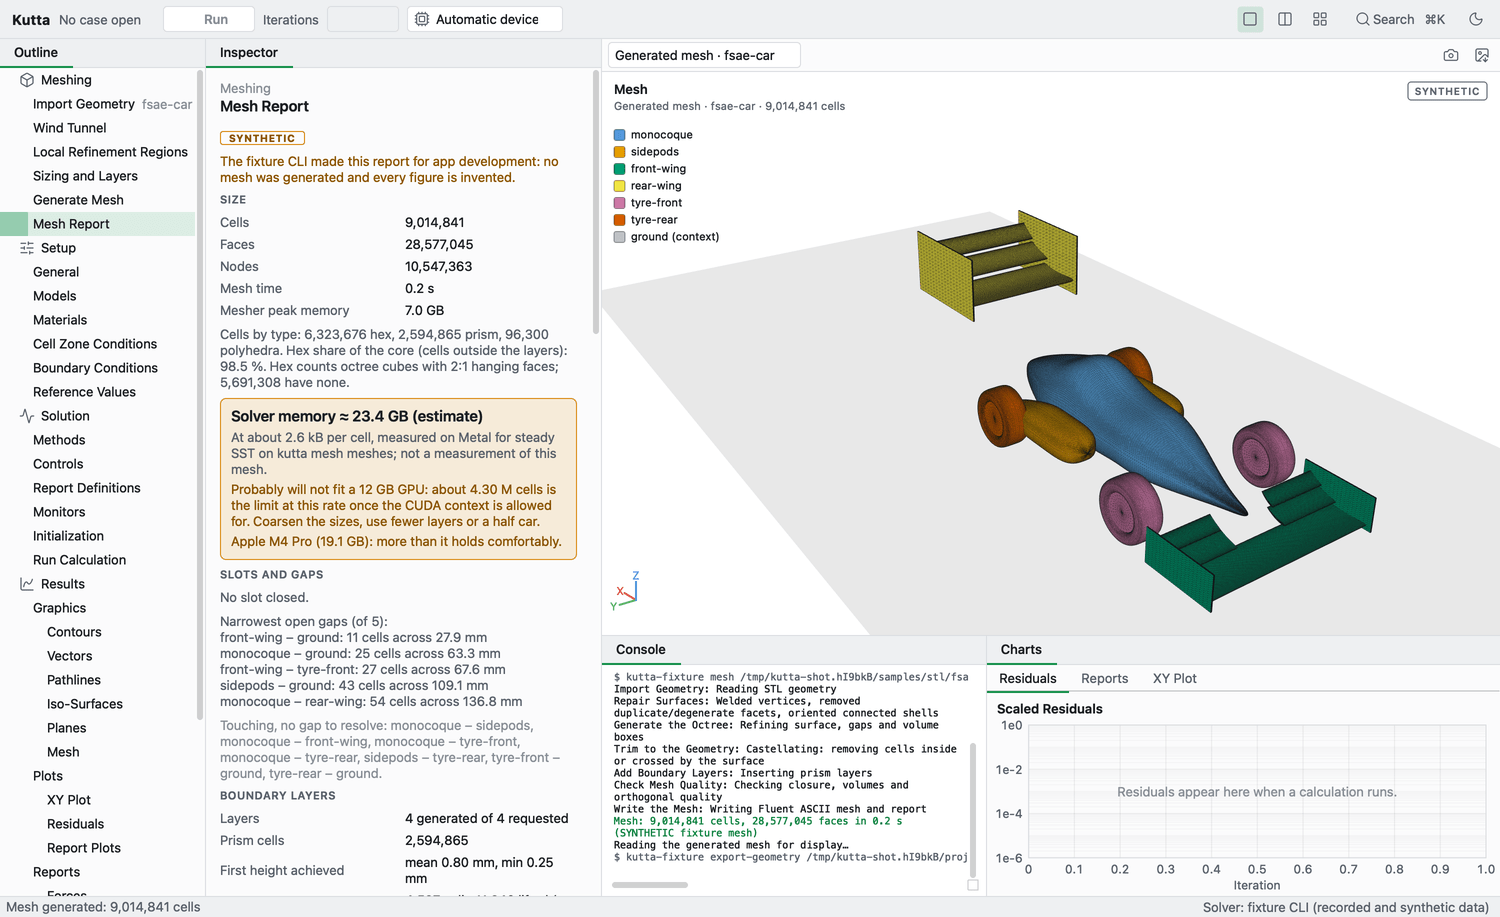 Kutta No case open Run Iterations Automatic device Search ⌘K
Outline
Meshing
Import Geometry fsae-car
Wind Tunnel
Local Refinement Regions
Sizing and Layers
Generate Mesh
Mesh Report
Setup
General
Models
Materials
Cell Zone Conditions
Boundary Conditions
Reference Values
Solution
Methods
Controls
Report Definitions
Monitors
Initialization
Run Calculation
Results
Graphics
Contours
Vectors
Pathlines
Iso-Surfaces
Planes
Mesh
Plots
XY Plot
Residuals
Report Plots
Reports
Inspector
Meshing
Mesh Report
SYNTHETIC
The fixture CLI made this report for app development: no
mesh was generated and every figure is invented.
SIZE
Cells 9,014,841
Faces 28,577,045
Nodes 10,547,363
Mesh time 0.2 s
Mesher peak memory 7.0 GB
Cells by type: 6,323,676 hex, 2,594,865 prism, 96,300
polyhedra. Hex share of the core (cells outside the layers):
98.5 %. Hex counts octree cubes with 2:1 hanging faces;
5,691,308 have none.
Solver memory ≈ 23.4 GB (estimate)
At about 2.6 kB per cell, measured on Metal for steady
SST on kutta mesh meshes; not a measurement of this
mesh.
Probably will not fit a 12 GB GPU: about 4.30 M cells is
the limit at this rate once the CUDA context is allowed
for. Coarsen the sizes, use fewer layers or a half car.
Apple M4 Pro (19.1 GB): more than it holds comfortably.
SLOTS AND GAPS
No slot closed.
Narrowest open gaps (of 5):
front-wing – ground: 11 cells across 27.9 mm
monocoque – ground: 25 cells across 63.3 mm
front-wing – tyre-front: 27 cells across 67.6 mm
sidepods – ground: 43 cells across 109.1 mm
monocoque – rear-wing: 54 cells across 136.8 mm
Touching, no gap to resolve: monocoque – sidepods,
monocoque – front-wing, monocoque – tyre-front,
monocoque – tyre-rear, sidepods – tyre-rear, tyre-front –
ground, tyre-rear – ground.
BOUNDARY LAYERS
Layers 4 generated of 4 requested
Prism cells 2,594,865
First height achieved mean 0.80 mm, min 0.25
mm
Generated mesh · fsae-car
Mesh
Generated mesh · fsae-car · 9,014,841 cells
SYNTHETIC
monocoque
sidepods
front-wing
rear-wing
tyre-front
tyre-rear
ground (context)
Z
X
Y
Console
$ kutta-fixture mesh /tmp/kutta-shot.hI9bkB/samples/stl/fsa
Import Geometry: Reading STL geometry
Repair Surfaces: Welded vertices, removed
duplicate/degenerate facets, oriented connected shells
Generate the Octree: Refining surface, gaps and volume
boxes
Trim to the Geometry: Castellating: removing cells inside
or crossed by the surface
Add Boundary Layers: Inserting prism layers
Check Mesh Quality: Checking closure, volumes and
orthogonal quality
Write the Mesh: Writing Fluent ASCII mesh and report
Mesh: 9,014,841 cells, 28,577,045 faces in 0.2 s
(SYNTHETIC fixture mesh)
Reading the generated mesh for display…
$ kutta-fixture export-geometry /tmp/kutta-shot.hI9bkB/proj
Charts
Residuals Reports XY Plot
Scaled Residuals
1e0
1e-2
1e-4
1e-6
Residuals appear here when a calculation runs.
0 0.1 0.2 0.3 0.4 0.5 0.6 0.7 0.8 0.9 1.0
Iteration
Mesh generated: 9,014,841 cells
Solver: fixture CLI (recorded and synthetic data)